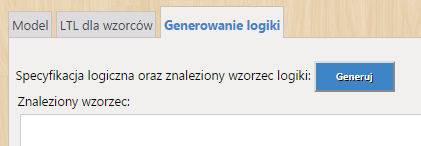 Model LTL dla wzorców Generowanie logiki
Specyfikacja logiczna oraz znaleziony wzorzec logiki: Generuj
Znaleziony wzorzec: